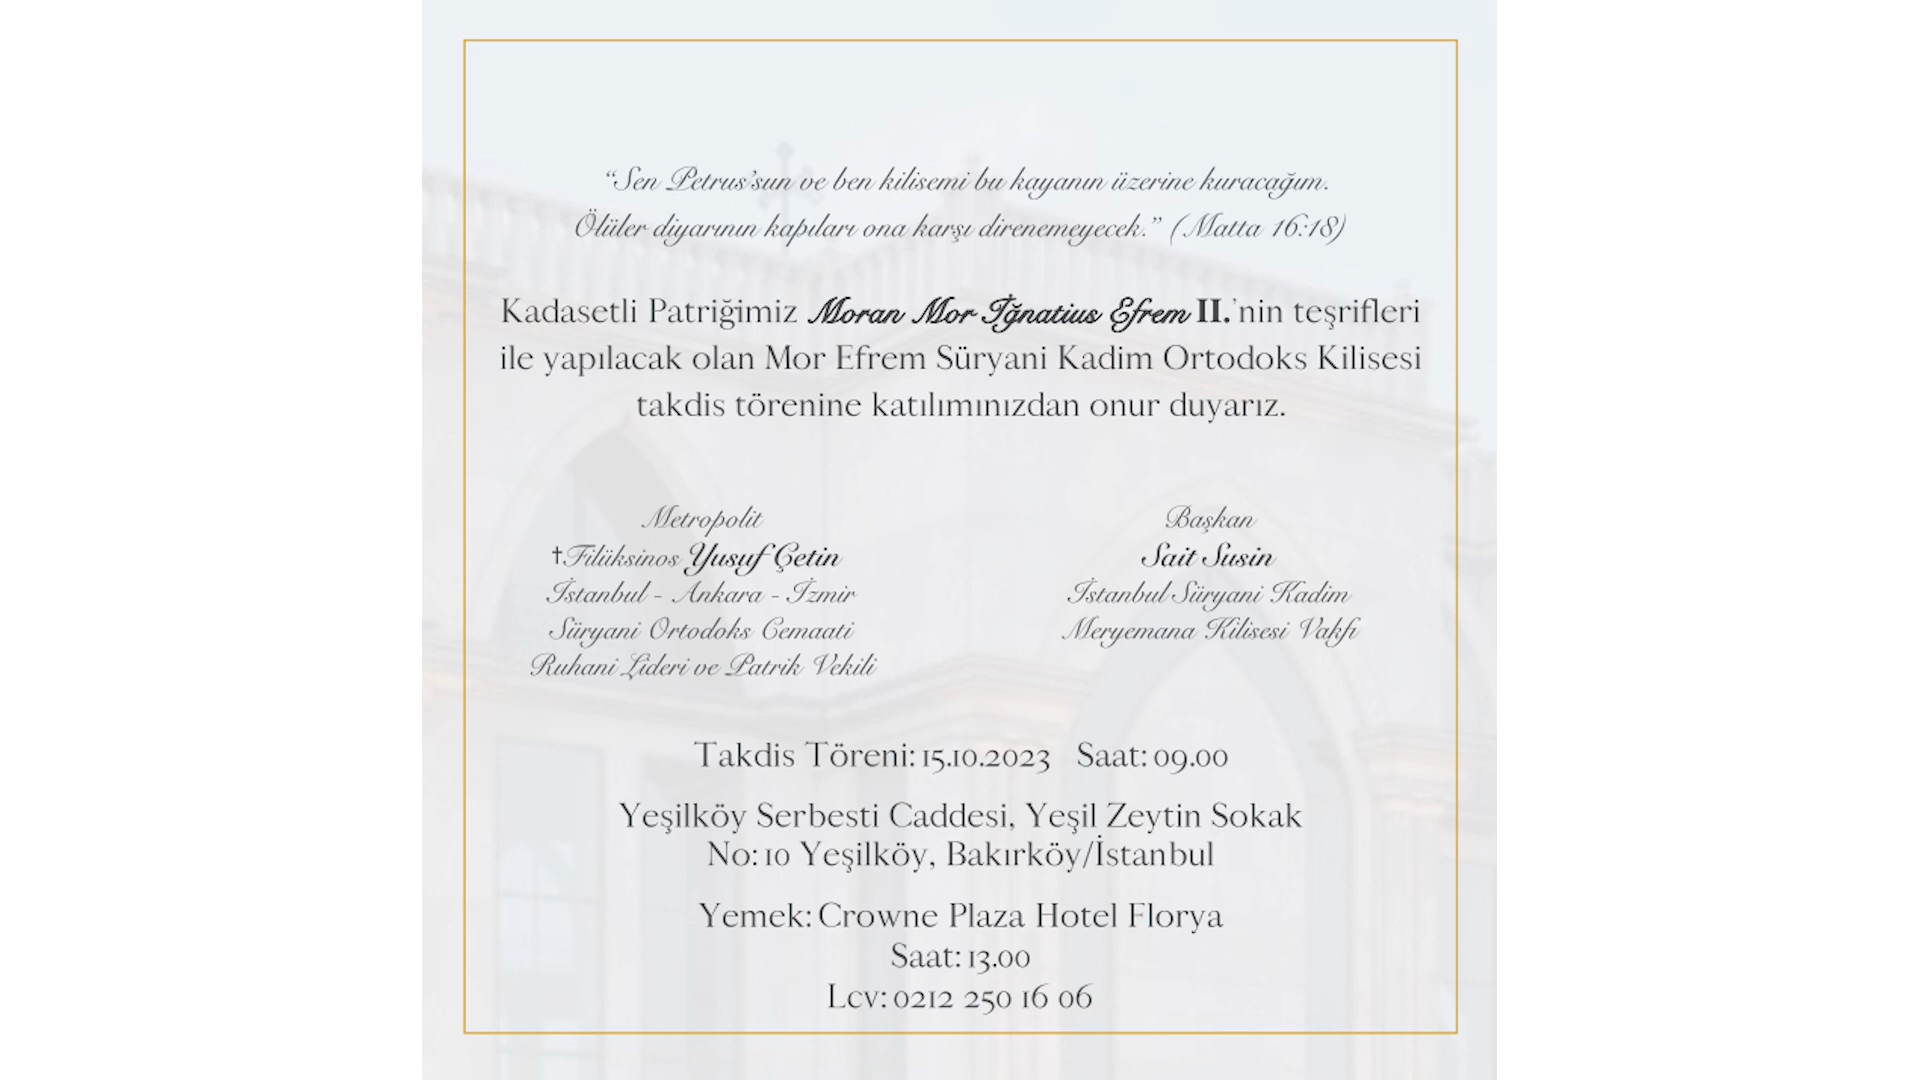 “Sen Petrus’sun ve ben kilisemi bu kayanın üzerine kuracağım.
Ölüler diyarının kapıları ona karşı direnemeyecek.” (Matta 16:18)
Kadasetli Patriğimiz Moran Mor İğnatius Efrem II.’nin teşrifleri
ile yapılacak olan Mor Efrem Süryani Kadim Ortodoks Kilisesi
takdis törenine katılımınızdan onur duyarız.
Metropolit
†Filüksinos Yusuf Çetin
İstanbul - Ankara - İzmir
Süryani Ortodoks Cemaati
Ruhani Lideri ve Patrik Vekili
Başkan
Sait Susin
İstanbul Süryani Kadim
Meryemana Kilisesi Vakfı
Takdis Töreni: 15.10.2023 Saat: 09.00
Yeşilköy Serbesti Caddesi, Yeşil Zeytin Sokak
No: 10 Yeşilköy, Bakırköy/İstanbul
Yemek: Crowne Plaza Hotel Florya
Saat: 13.00
Lcv: 0212 250 16 06